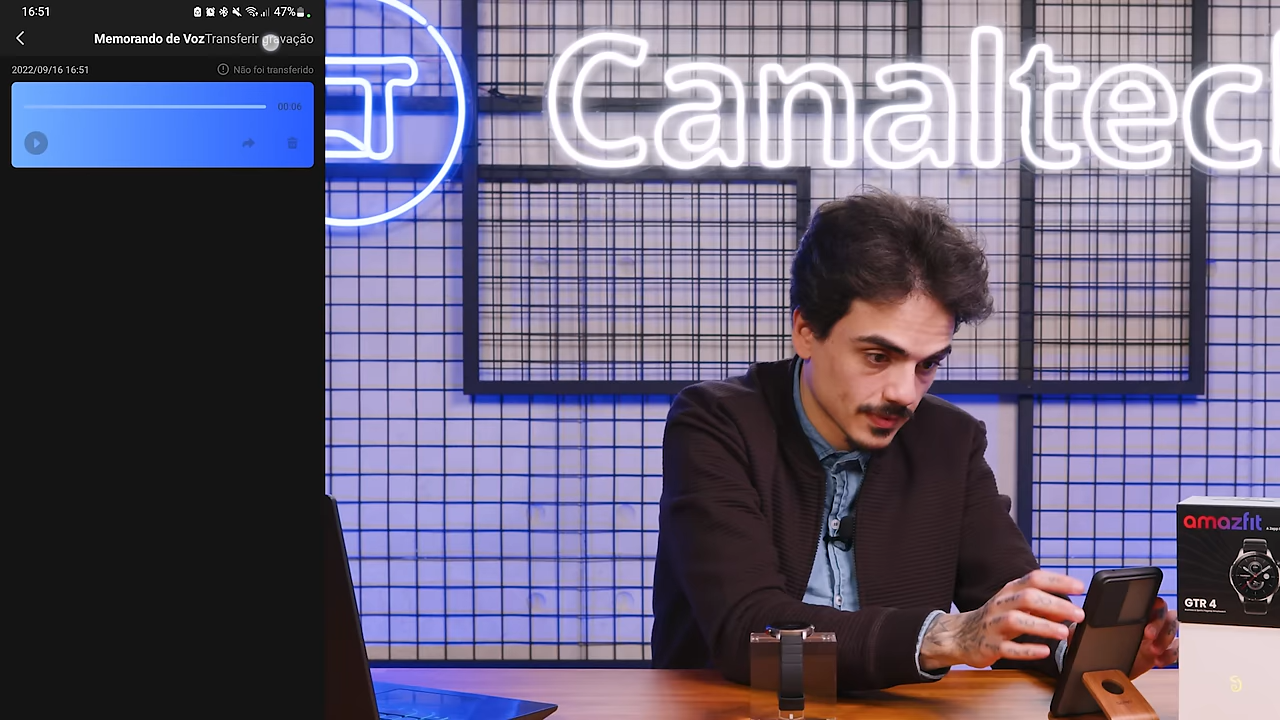 16:51
47%
Memorando de Voz Transferir gravação
2022/09/16 16:51
Não foi transferido
00:06
Canaltec
amazfit
GTR 4